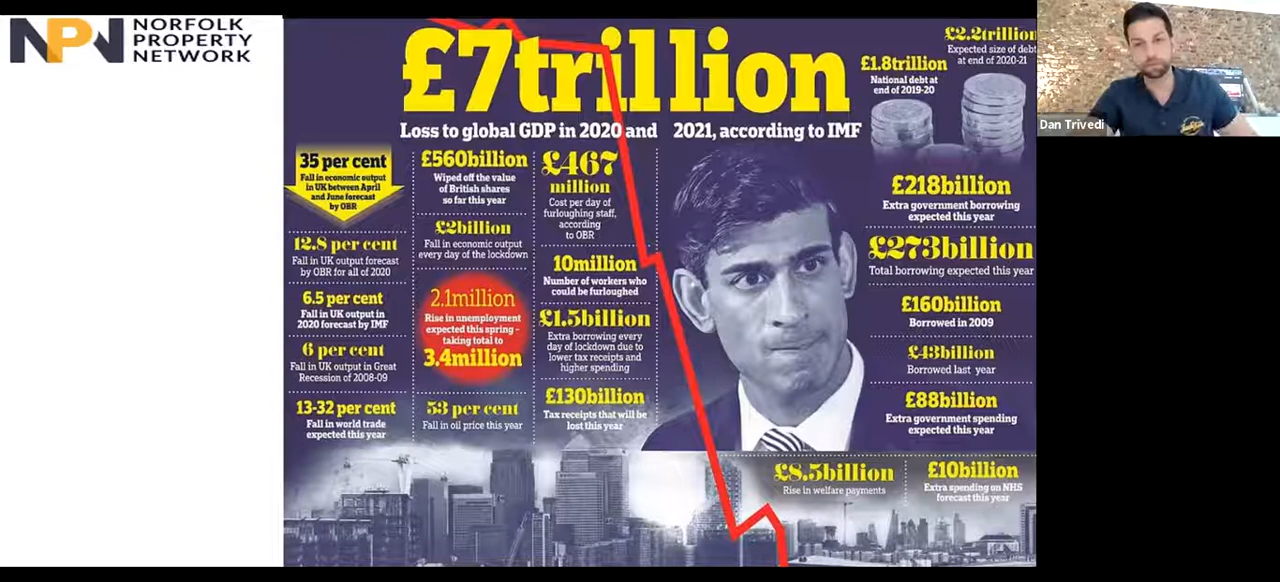 NPN
NORFOLK
PROPERTY
NETWORK
£7trillion
Loss to global GDP in 2020 and 2021, according to IMF
£2.2trillion
Expected size of debt
at end of 2020-21
£1.8trillion
National debt at
end of 2019-20
Dan Trivedi
35 per cent
Fall in economic output
in UK between April
and June forecast
by OBR
12.8 per cent
Fall in UK output forecast
by OBR for all of 2020
6.5 per cent
Fall in UK output in
2020 forecast by IMF
6 per cent
Fall in UK output in Great
Recession of 2008-09
13-32 per cent
Fall in world trade
expected this year
£560billion
Wiped off the value
of British shares
so far this year
£2billion
Fall in economic output
every day of the lockdown
2.1million
Rise in unemployment
expected this spring -
taking total to
3.4million
53 per cent
Fall in oil price this year
£467
million
Cost per day of
furloughing staff,
according
to OBR
10million
Number of workers who
could be furloughed
£1.5billion
Extra borrowing every
day of lockdown due to
lower tax receipts and
higher spending
£130billion
Tax receipts that will be
lost this year
£218billion
Extra government borrowing
expected this year
£273billion
Total borrowing expected this year
£160billion
Borrowed in 2009
£43billion
Borrowed last year
£88billion
Extra government spending
expected this year
£8.5billion
Rise in welfare payments
£10billion
Extra spending on NHS
forecast this year